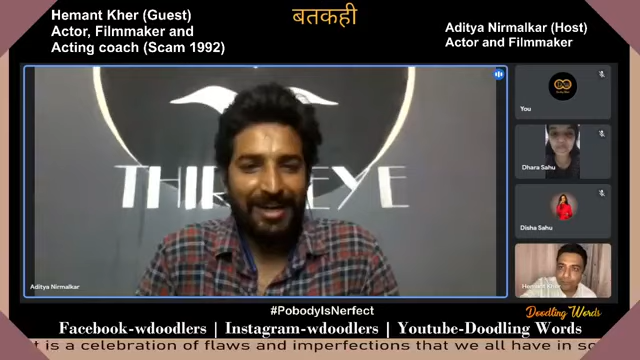 Hemant Kher (Guest)
Actor, Filmmaker and
Acting coach (Scam 1992)
बतकही
Aditya Nirmalkar (Host)
Actor and Filmmaker
THIRD EYE
You
Dhara Sahu
Disha Sahu
Hemant Kher
Aditya Nirmalkar
#PobodyIsNerfect
Doodling Words
Facebook-wdoodlers | Instagram-wdoodlers | Youtube-Doodling Words
t is a celebration of flaws and imperfections that we all have in so